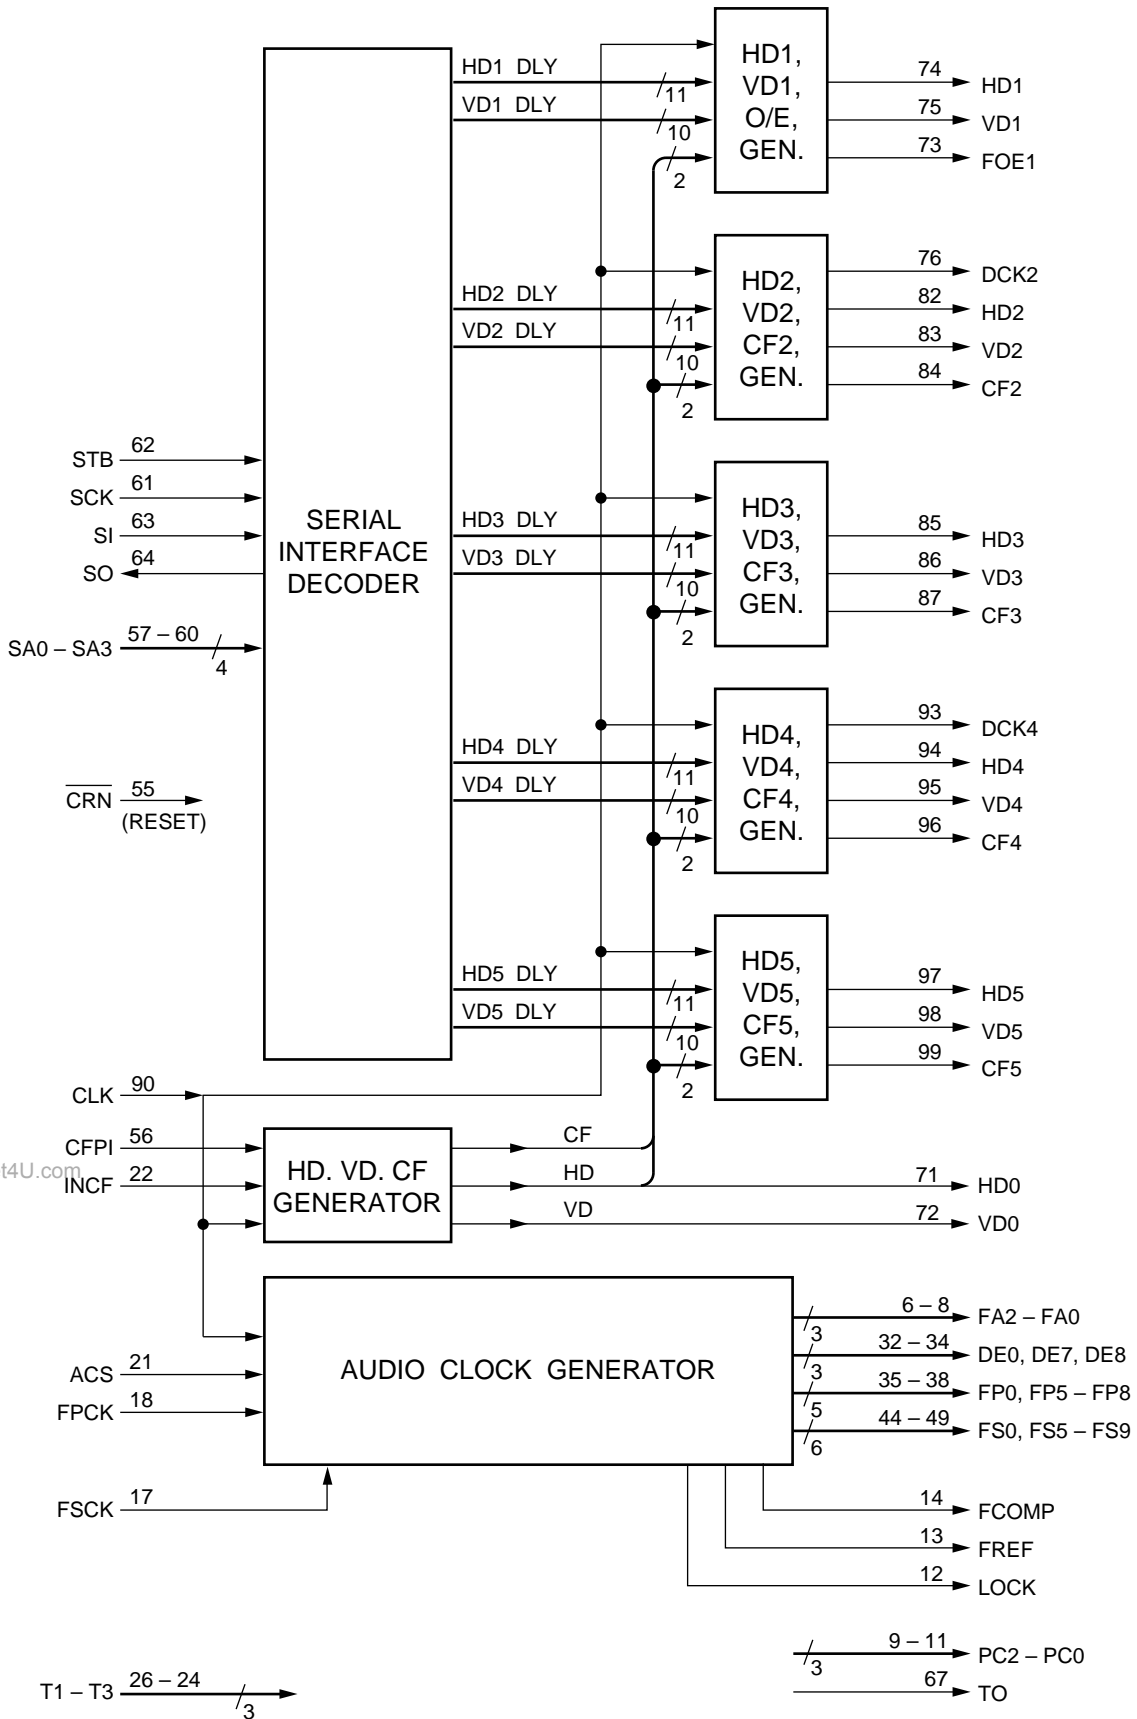 HD1 DLY
11
VD1 DLY
10
2
HD1,
VD1,
O/E,
GEN.
74 HD1
75 VD1
73 FOE1
HD2 DLY
11
VD2 DLY
10
2
HD2,
VD2,
CF2,
GEN.
76 DCK2
82 HD2
83 VD2
84 CF2
STB 62
SCK 61
SI 63
SO 64
SA0 – SA3 57 – 60
4
CRN 55
(RESET)
SERIAL
INTERFACE
DECODER
HD3 DLY
11
VD3 DLY
10
2
HD3,
VD3,
CF3,
GEN.
85 HD3
86 VD3
87 CF3
HD4 DLY
11
VD4 DLY
10
2
HD4,
VD4,
CF4,
GEN.
93 DCK4
94 HD4
95 VD4
96 CF4
HD5 DLY
11
VD5 DLY
10
2
HD5,
VD5,
CF5,
GEN.
97 HD5
98 VD5
99 CF5
CLK 90
CFPI 56
t4U.com
INCF 22
HD. VD. CF
GENERATOR
CF
HD
VD
71 HD0
72 VD0
ACS 21
FPCK 18
FSCK 17
AUDIO CLOCK GENERATOR
3
6 – 8 FA2 – FA0
3
32 – 34 DE0, DE7, DE8
5
35 – 38 FP0, FP5 – FP8
6
44 – 49 FS0, FS5 – FS9
14 FCOMP
13 FREF
12 LOCK
3
9 – 11 PC2 – PC0
67 TO
T1 – T3 26 – 24
3